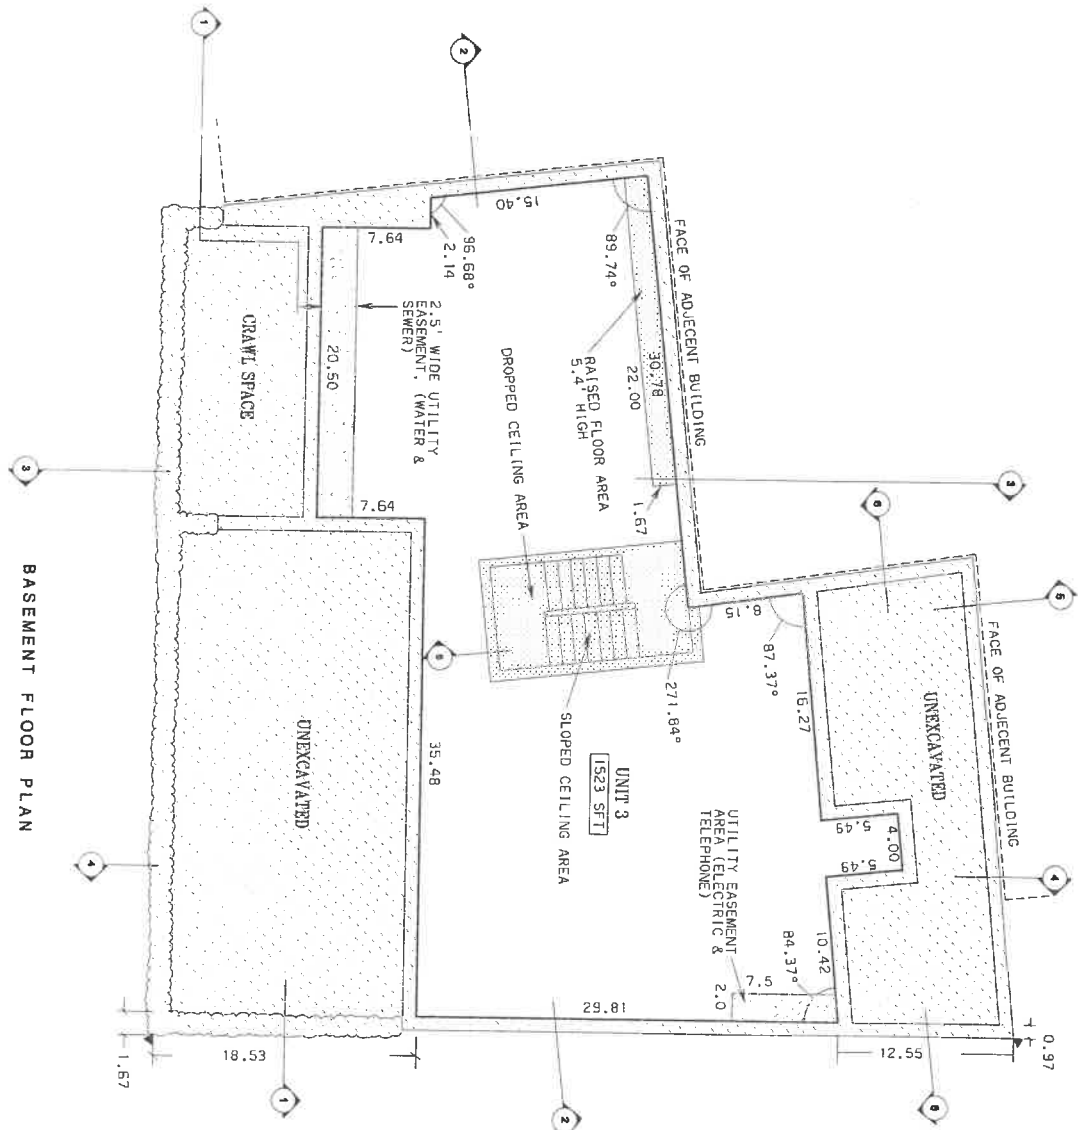 BASEMENT FLOOR PLAN
1
2
3
4
5
6
FACE OF ADJECENT BUILDING
FACE OF ADJECENT BUILDING
UNEXCAVATED
UNEXCAVATED
CRAWL SPACE
UNIT 3
1523 SFT
RAISED FLOOR AREA
5.4' HIGH
DROPPED CEILING AREA
SLOPED CEILING AREA
2.5' WIDE UTILITY
EASEMENT. (WATER &
SEWER)
UTILITY EASEMENT
AREA (ELECTRIC &
TELEPHONE)
15.40
96.68°
2.14
7.64
20.50
7.64
89.74°
30.78
22.00
1.67
8.15
87.37°
271.84°
16.27
5.49
4.00
5.49
10.42
84.37°
7.5
2.0
29.81
35.48
18.53
1.67
12.55
0.97
1
2
3
4